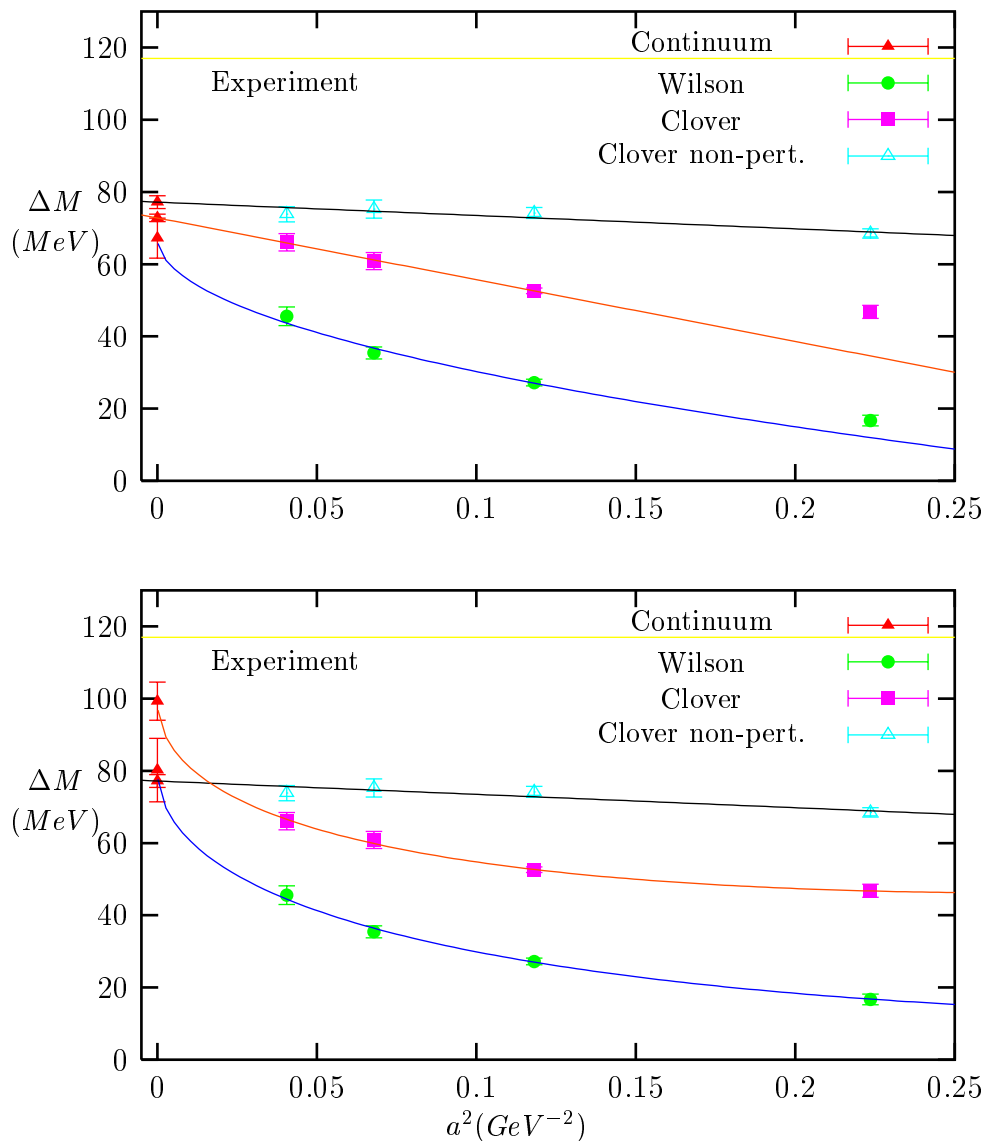 120
100
80
60
40
20
0
ΔM
(MeV)
Experiment
Continuum
Wilson
Clover
Clover non-pert.
0 0.05 0.1 0.15 0.2 0.25
120
100
80
60
40
20
0
ΔM
(MeV)
Experiment
Continuum
Wilson
Clover
Clover non-pert.
0 0.05 0.1 0.15 0.2 0.25
a²(GeV⁻²)